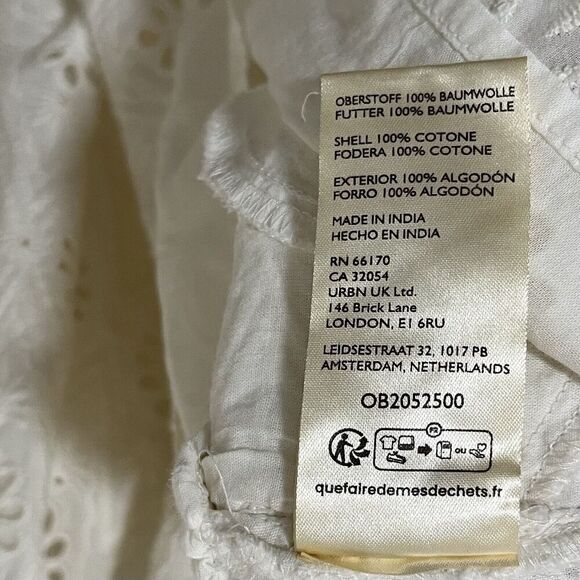 OBERSTOFF 100% BAUMWOLLE
FUTTER 100% BAUMWOLLE
SHELL 100% COTONE
FODERA 100% COTONE
EXTERIOR 100% ALGODÓN
FORRO 100% ALGODÓN
MADE IN INDIA
HECHO EN INDIA
RN 66170
CA 32054
URBN UK Ltd.
146 Brick Lane
LONDON, E1 6RU
LEIDSESTRAAT 32, 1017 PB
AMSTERDAM, NETHERLANDS
OB2052500
FR
OU
quefairedemesdechets.fr